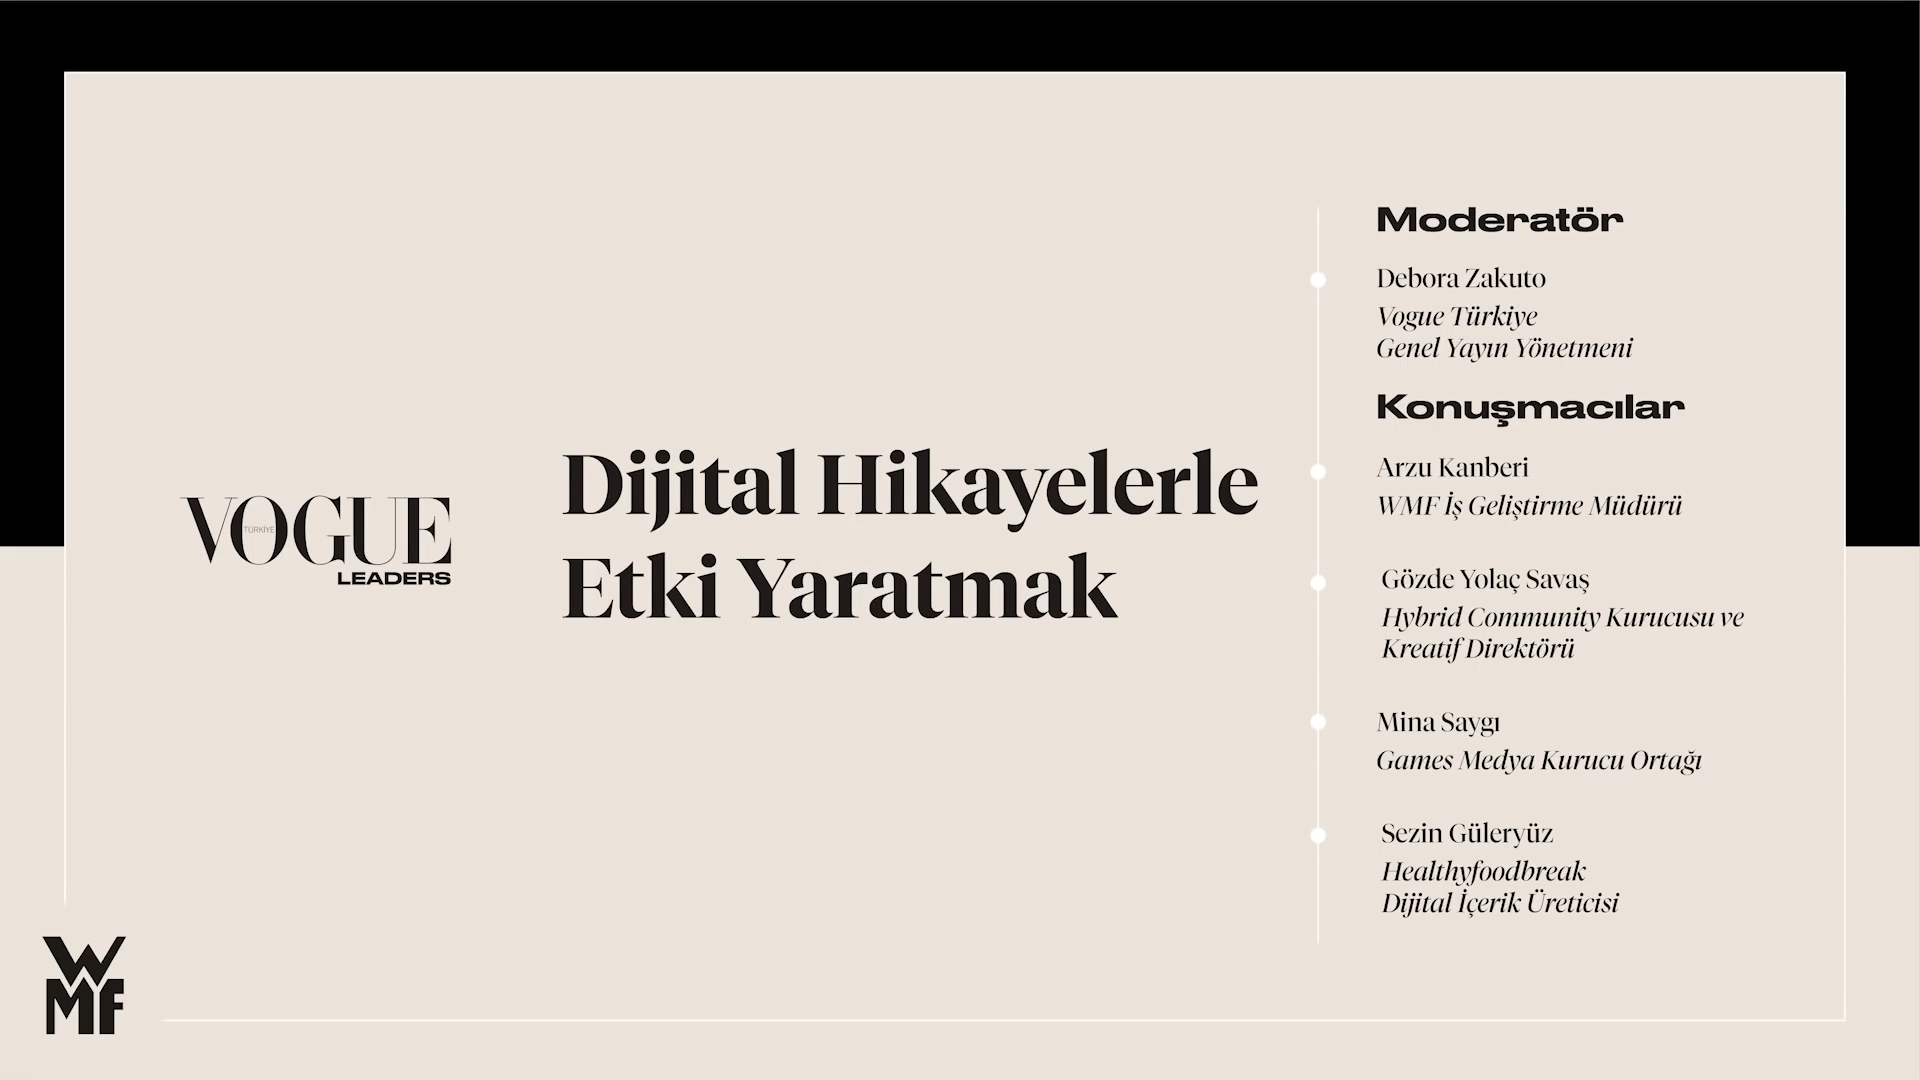 VOGUE
TÜRKİYE
LEADERS
Dijital Hikayelerle
Etki Yaratmak
Moderatör
Debora Zakuto
Vogue Türkiye
Genel Yayın Yönetmeni
Konuşmacılar
Arzu Kanberi
WMF İş Geliştirme Müdürü
Gözde Yolaç Savaş
Hybrid Community Kurucusu ve
Kreatif Direktörü
Mina Saygı
Games Medya Kurucu Ortağı
Sezin Güleryüz
Healthyfoodbreak
Dijital İçerik Üreticisi
WMF